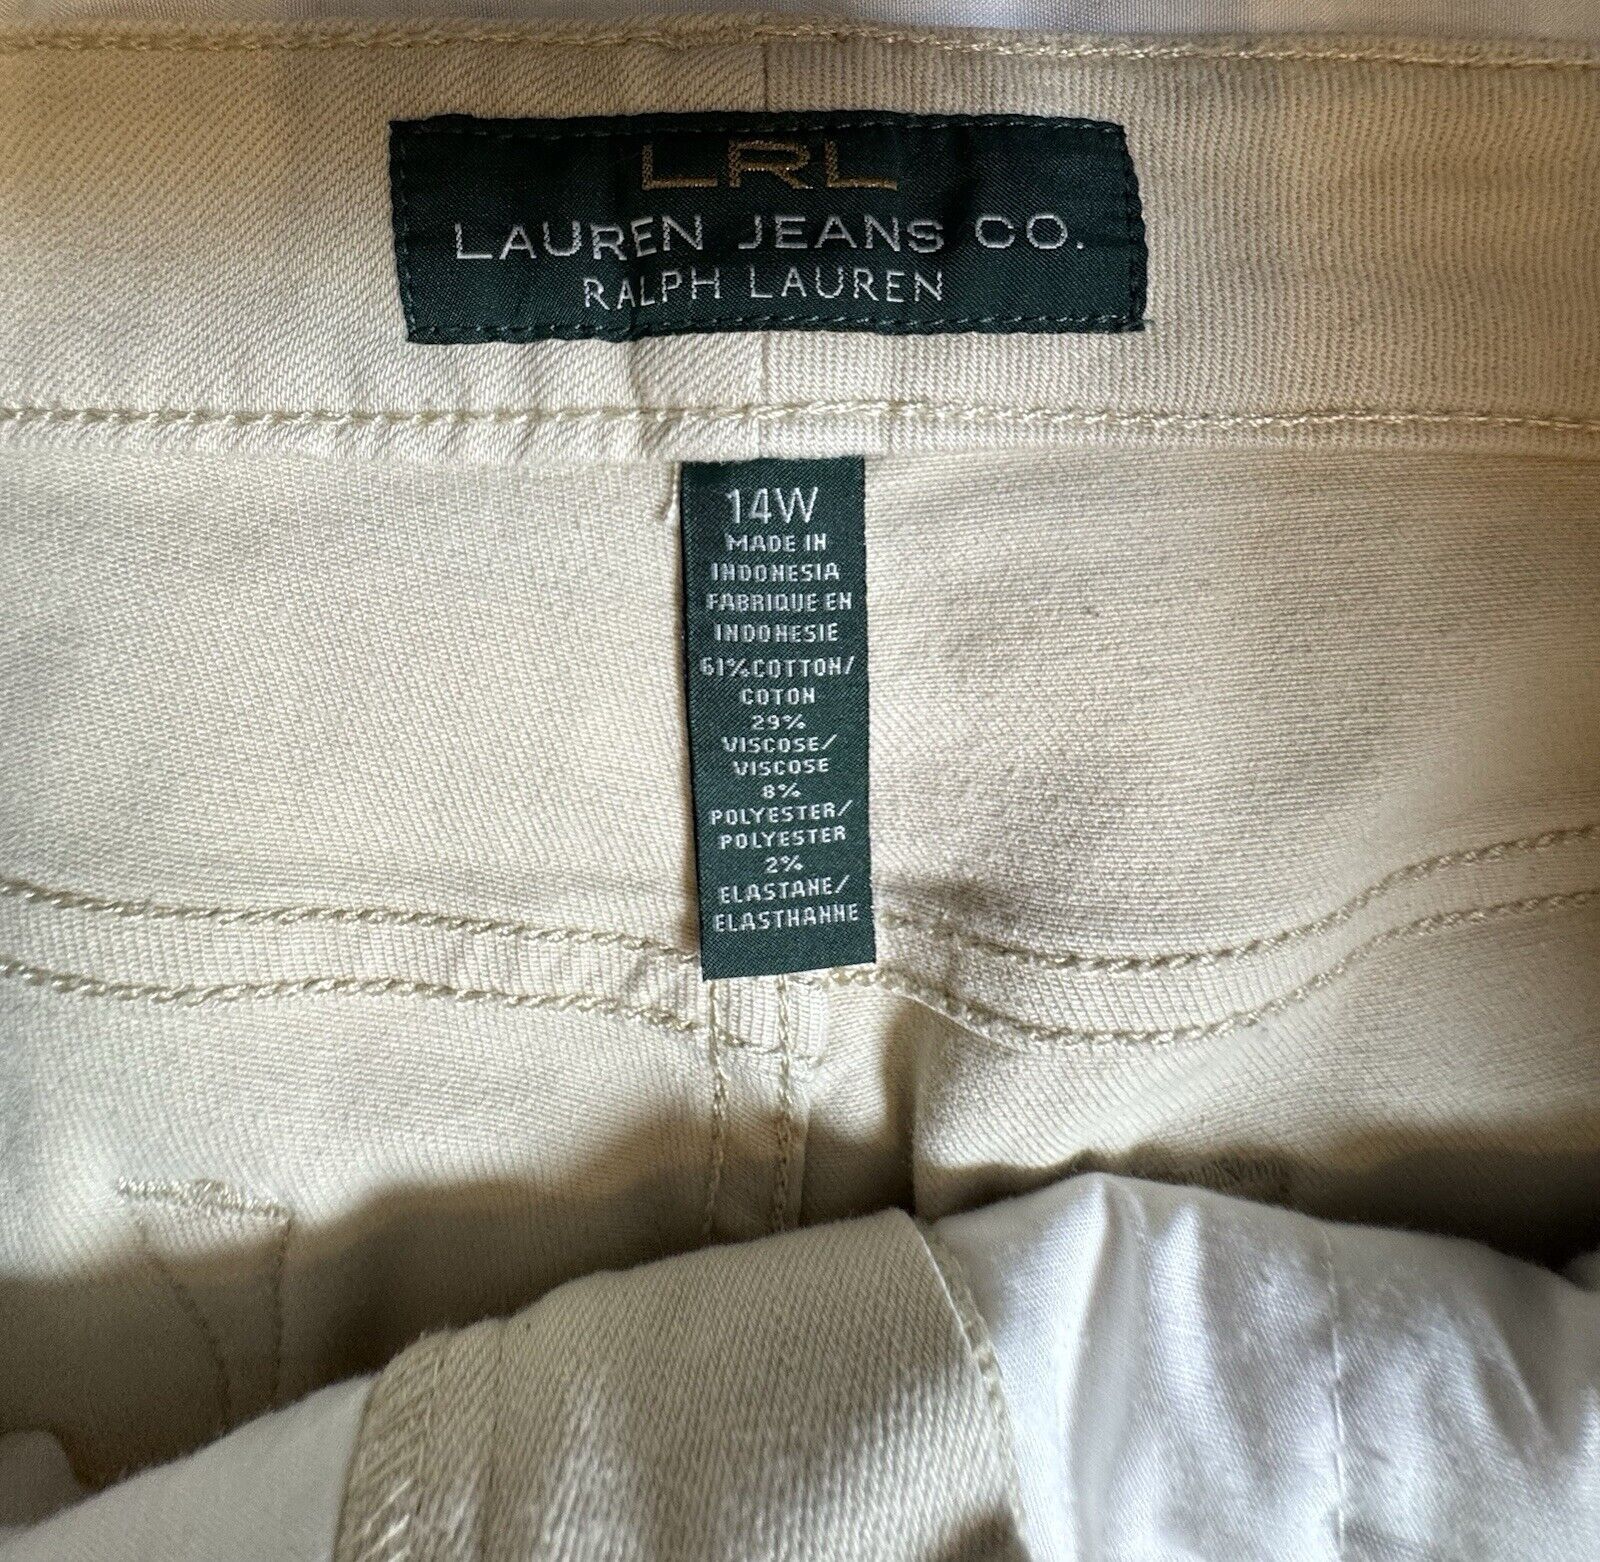 LRL
LAUREN JEANS CO.
RALPH LAUREN
14W
MADE IN
INDONESIA
FABRIQUE EN
INDONESIE
61%COTTON/
COTON
29%
VISCOSE/
VISCOSE
8%
POLYESTER/
POLYESTER
2%
ELASTANE/
ELASTHANNE